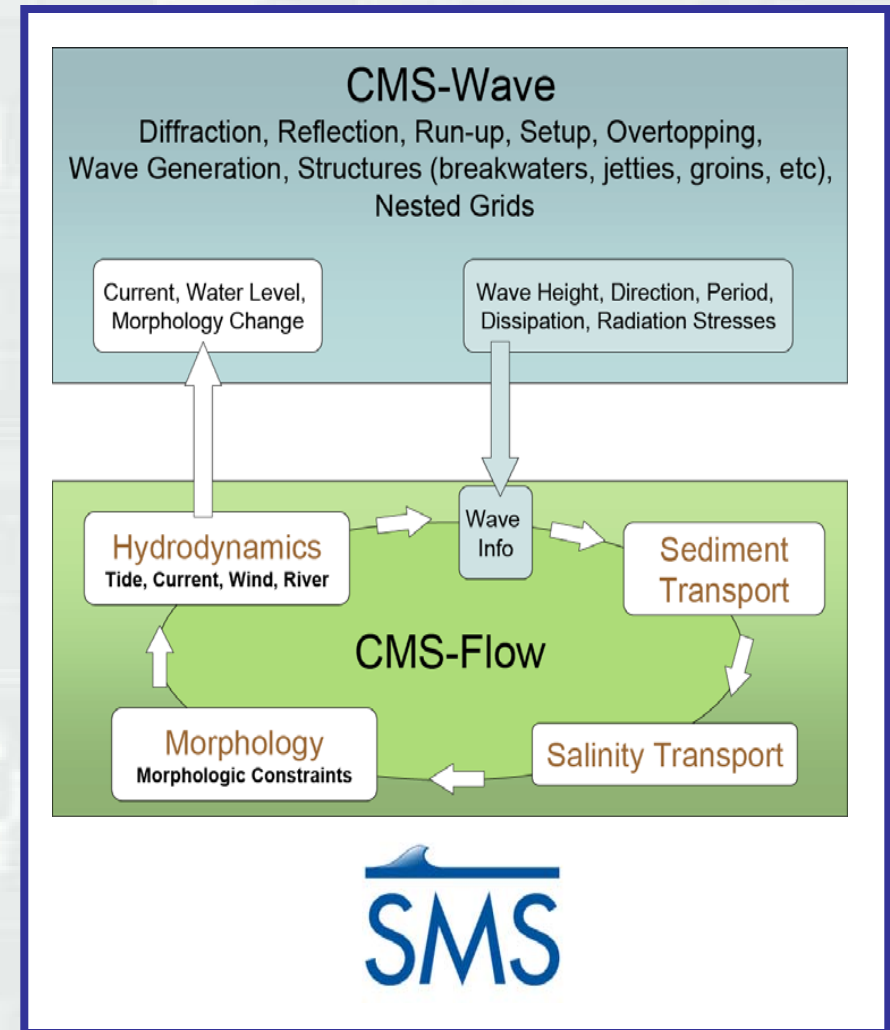 CMS-Wave
Diffraction, Reflection, Run-up, Setup, Overtopping,
Wave Generation, Structures (breakwaters, jetties, groins, etc),
Nested Grids
Current, Water Level,
Morphology Change
Wave Height, Direction, Period,
Dissipation, Radiation Stresses
Wave
Info
Hydrodynamics
Tide, Current, Wind, River
Sediment
Transport
CMS-Flow
Morphology
Morphologic Constraints
Salinity Transport
SMS